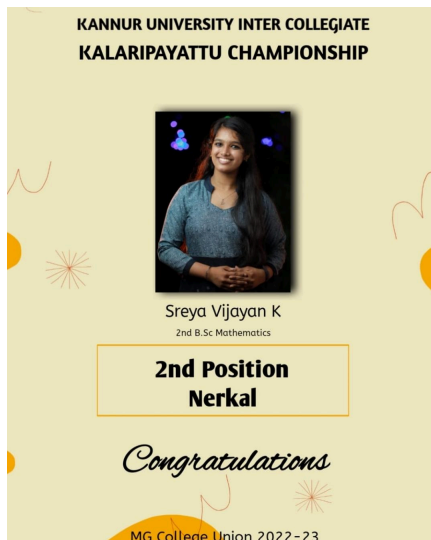 KANNUR UNIVERSITY INTER COLLEGIATE
KALARIPAYATTU CHAMPIONSHIP
Sreya Vijayan K
2nd B.Sc Mathematics
2nd Position
Nerkal
Congratulations
MG College Union 2022-23